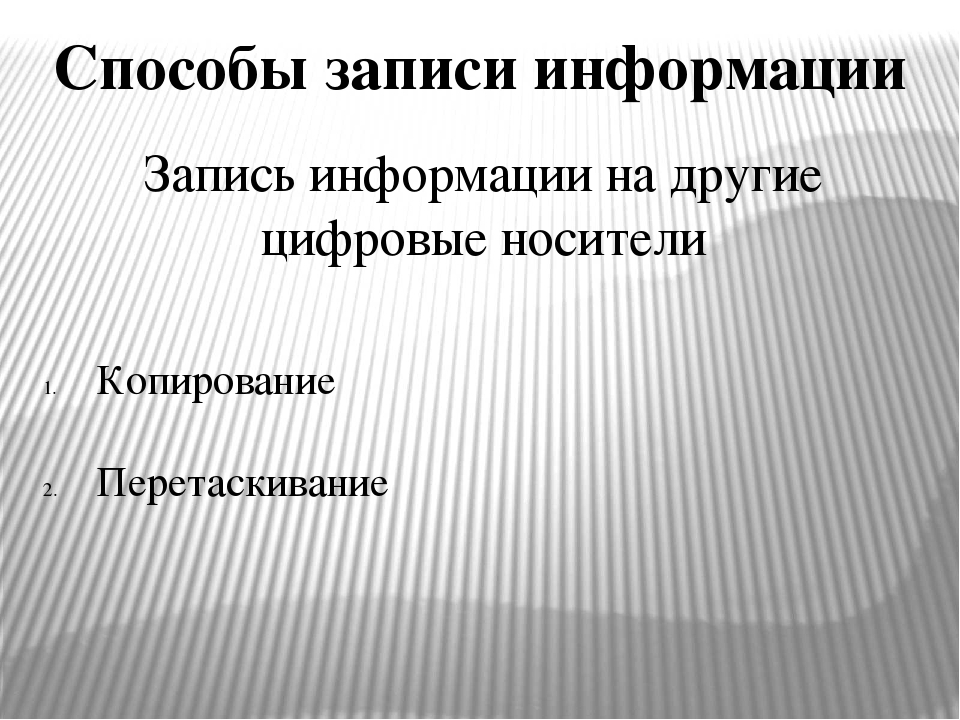 Способы записи информации
Запись информации на другие
цифровые носители
1. Копирование
2. Перетаскивание